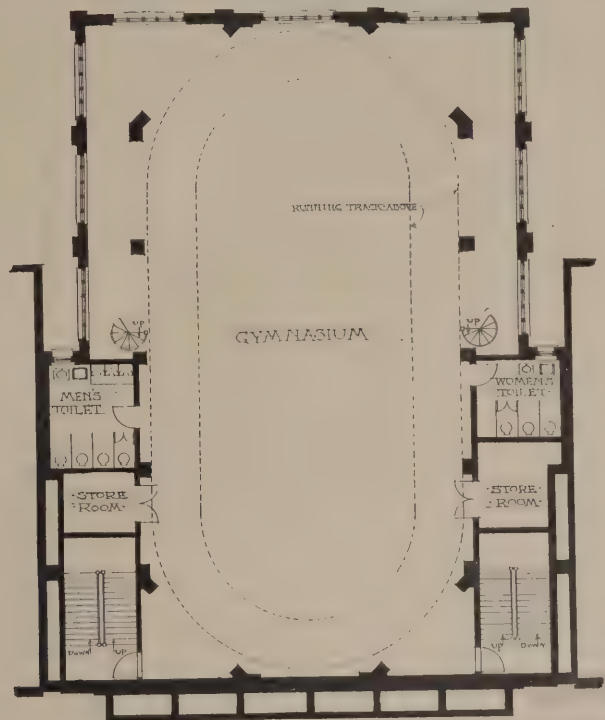 RUNNING TRACK ABOVE
UP
UP
GYMNASIUM
MEN'S
TOILET
WOMEN'S
TOILET
·STORE
ROOM·
·STORE
ROOM·
DOWN
UP
UP
DOWN